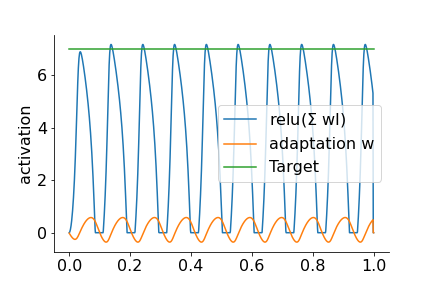 6
4
2
0
activation
relu(Σ wI)
adaptation w
Target
0.0 0.2 0.4 0.6 0.8 1.0